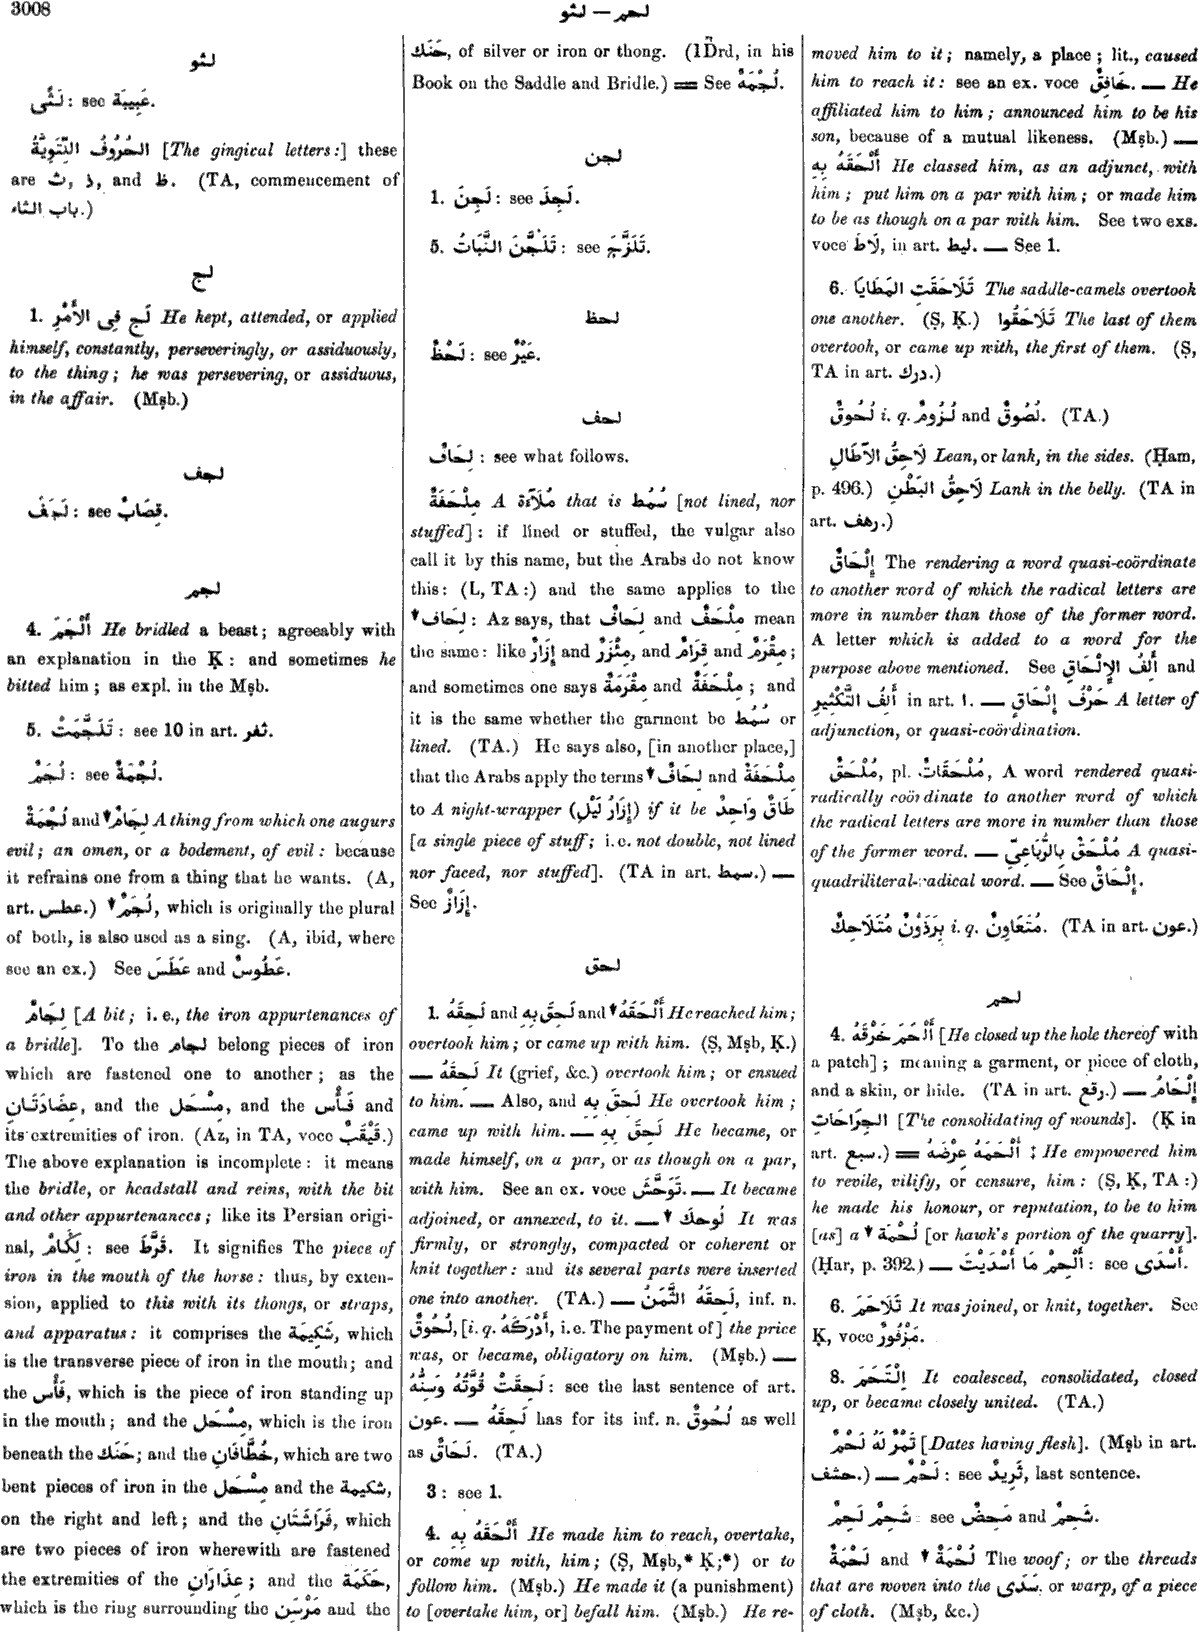 3008
لثو — لحم
لثو
لَثًى : see غَبِيبَة.
الحُرُوفُ اللِّثَوِيَّةُ [The gingical letters:] these
are ث, ذ, and ظ. (TA, commencement of
باب الثاء.)
لج
1. لَجَّ فِى الأَمْرِ He kept, attended, or applied
himself, constantly, perseveringly, or assiduously,
to the thing; he was persevering, or assiduous,
in the affair. (Mṣb.)
لجف
لَجَفٌ : see قِصَابٌ.
لجم
4. أَلْجَمَ He bridled a beast; agreeably with
an explanation in the Ḳ: and sometimes he
bitted him; as expl. in the Mṣb.
5. تَلَجَّمَتْ : see 10 in art. ثفر.
لُجَمٌ : see لُجْمَةٌ.
لُجْمَةٌ and ↓ لِجَامٌ A thing from which one augurs
evil; an omen, or a bodement, of evil: because
it refrains one from a thing that he wants. (A,
art. عطس.) ↓ لُجَمٌ, which is originally the plural
of both, is also used as a sing. (A, ibid, where
see an ex.) See عَطَسَ and عَطُوسٌ.
لِجَامٌ [A bit; i. e., the iron appurtenances of
a bridle]. To the لجام belong pieces of iron
which are fastened one to another; as the
عِضَادَتَانِ, and the مِسْحَل, and the فَأْس and
its extremities of iron. (Az, in TA, voce قَيْقَبٌ.)
The above explanation is incomplete: it means
the bridle, or headstall and reins, with the bit
and other appurtenances; like its Persian origi-
nal, لگام : see قَرَّطَ. It signifies The piece of
iron in the mouth of the horse: thus, by exten-
sion, applied to this with its thongs, or straps,
and apparatus: it comprises the شَكِيمَة, which
is the transverse piece of iron in the mouth; and
the فَأْس, which is the piece of iron standing up
in the mouth; and the مِسْحَل, which is the iron
beneath the حَنَك; and the خُطَّافَانِ, which are two
bent pieces of iron in the مِسْحَل and the شكيمة,
on the right and left; and the فَرَاشَتَانِ, which
are two pieces of iron wherewith are fastened
the extremities of the عِذَارَانِ; and the حَكَمَة,
which is the ring surrounding the مَرْسِن and the
حَنَك, of silver or iron or thong. (IDrd, in his
Book on the Saddle and Bridle.) ═ See لُجْمَةٌ.
لجن
1. لَجِنَ : see لَجِذَ.
5. تَلَجَّنَ النَّبَاتُ : see تَلَزَّجَ.
لحظ
لَحْظٌ : see عَيْرٌ.
لحف
لِحَافٌ : see what follows.
مِلْحَفَةٌ A مُلَآءَة that is سُمُط [not lined, nor
stuffed]: if lined or stuffed, the vulgar also
call it by this name, but the Arabs do not know
this: (L, TA:) and the same applies to the
↓ لِحَاف : Az says, that لِحَافٌ and مِلْحَفٌ mean
the same: like إِزَارٌ and مِئْزَرٌ, and قِرَامٌ and مِقْرَمٌ;
and sometimes one says مِقْرَمَةٌ and مِلْحَفَةٌ; and
it is the same whether the garment be سُمُط or
lined. (TA.) He says also, [in another place,]
that the Arabs apply the terms ↓ لِحَافٌ and مِلْحَفَةٌ
to A night-wrapper (إِزَارُ لَيْلٍ) if it be طَاقٌ وَاحِدٌ
[a single piece of stuff; i. e. not double, not lined
nor faced, nor stuffed]. (TA in art. سمط.) —
See إِزَارٌ.
لحق
1. لَحِقَهُ and لَحِقَ بِهِ and ↓ أَلْحَقَهُ He reached him;
overtook him; or came up with him. (Ṣ, Mṣb, Ḳ.)
— لَحِقَهُ It (grief, &c.) overtook him; or ensued
to him. — Also, and لَحِقَ بِهِ He overtook him;
came up with him. — لَحِقَ بِهِ He became, or
made himself, on a par, or as though on a par,
with him. See an ex. voce تَوَحَّشَ. — It became
adjoined, or annexed, to it. — ↓ لُوحِكَ It was
firmly, or strongly, compacted or coherent or
knit together: and its several parts were inserted
one into another. (TA.) — لَحِقَهُ الثَّمَنُ, inf. n.
لُحُوقٌ, [i. q. أَدْرَكَهُ, i. e. The payment of] the price
was, or became, obligatory on him. (Mṣb.) —
لَحِقَتْ قُوَّتُهُ وَسِنُّهُ : see the last sentence of art.
عون. — لَحِقَهُ has for its inf. n. لُحُوقٌ as well
as لَحَاقٌ. (TA.)
3 : see 1.
4. أَلْحَقَهُ بِهِ He made him to reach, overtake,
or come up with, him; (Ṣ, Mṣb,* Ḳ;*) or to
follow him. (Mṣb.) He made it (a punishment)
to [overtake him, or] befall him. (Mṣb.) He re-
moved him to it; namely, a place; lit., caused
him to reach it: see an ex. voce خَافِقٌ. — He
affiliated him to him; announced him to be his
son, because of a mutual likeness. (Mṣb.) —
أَلْحَقَهُ بِهِ He classed him, as an adjunct, with
him; put him on a par with him; or made him
to be as though on a par with him. See two exs.
voce لَاطَ, in art. ليط. — See 1.
6. تَلَاحَقَتِ المَطَايَا The saddle-camels overtook
one another. (Ṣ, Ḳ.) تَلَاحَقُوا The last of them
overtook, or came up with, the first of them. (Ṣ,
TA in art. درك.)
لُحُوقٌ i. q. لُزُومٌ and لُصُوقٌ. (TA.)
لَاحِقُ الآطَالِ Lean, or lank, in the sides. (Ḥam,
p. 496.) لَاحِقُ البَطْنِ Lank in the belly. (TA in
art. رهف.)
إِلْحَاقٌ The rendering a word quasi-coördinate
to another word of which the radical letters are
more in number than those of the former word.
A letter which is added to a word for the
purpose above mentioned. See أَلِفُ الإِلْحَاقِ and
أَلِفُ التَّكْثِيرِ in art. ا. — حَرْفُ إِلْحَاقٍ A letter of
adjunction, or quasi-coördination.
مُلْحَقٌ, pl. مُلْحَقَاتٌ, A word rendered quasi-
radically coördinate to another word of which
the radical letters are more in number than those
of the former word. — مُلْحَقٌ بِالرُّبَاعِىِّ A quasi-
quadriliteral-radical word. — See إِلْحَاقٌ.
بِرْذَوْنٌ مُتَلَاحِكٌ i. q. مُتَعَاوِنٌ. (TA in art. عون.)
لحم
4. أَلْحَمَ خَرْقَهُ [He closed up the hole thereof with
a patch]; meaning a garment, or piece of cloth,
and a skin, or hide. (TA in art. رقع.) — إِلْحَامُ
الجِرَاحَاتِ [The consolidating of wounds]. (Ḳ in
art. سبع.) ═ أَلْحَمَهُ عِرْضَهُ ‡ He empowered him
to revile, vilify, or censure, him: (Ṣ, Ḳ, TA:)
he made his honour, or reputation, to be to him
[as] a ↓ لُحْمَة [or hawk's portion of the quarry].
(Ḥar, p. 392.) — أَلْحِمْ مَا أَسْدَيْتَ : see أَسْدَى.
6. تَلَاحَمَ It was joined, or knit, together. See
Ḳ, voce مَزْفُورٌ.
8. اِلْتَحَمَ It coalesced, consolidated, closed
up, or became closely united. (TA.)
تَمْرٌ لَهُ لَحْمٌ [Dates having flesh]. (Mṣb in art.
حشف.) — لَحْمٌ : see ثَرِيدٌ, last sentence.
شَحِمٌ لَحِمٌ : see مَحِضٌ and شَحِمٌ.
لَحْمَةٌ and ↓ لُحْمَةٌ The woof; or the threads
that are woven into the سَدَى or warp, of a piece
of cloth. (Mṣb, &c.)